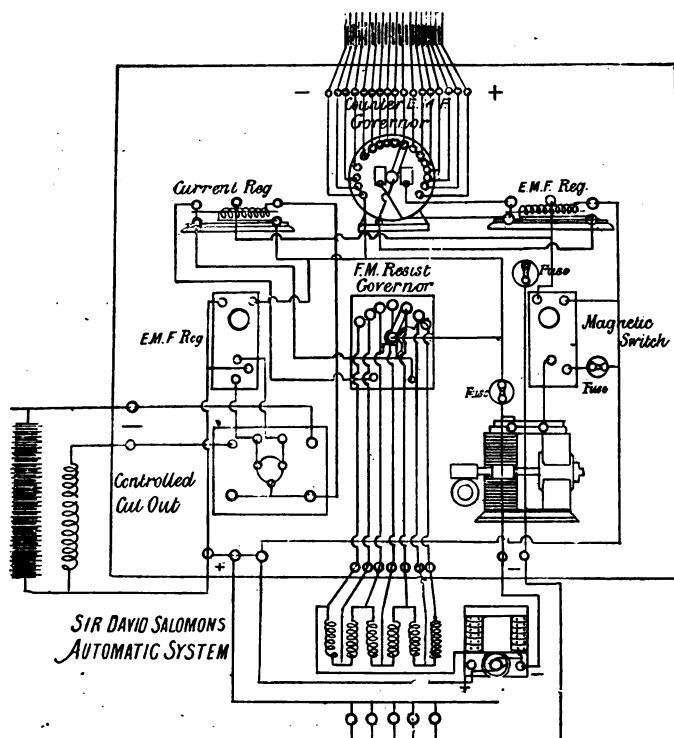 − +
Counter E.M.F.
Governor
Current Reg
E.M.F. Reg.
F.M. Resist
Governor
Fuse
E.M.F Reg
Magnetic
Switch
Fuse
Fuse
−
Controlled
Cut Out
+ −
SIR DAVID SALOMONS
AUTOMATIC SYSTEM
+ −